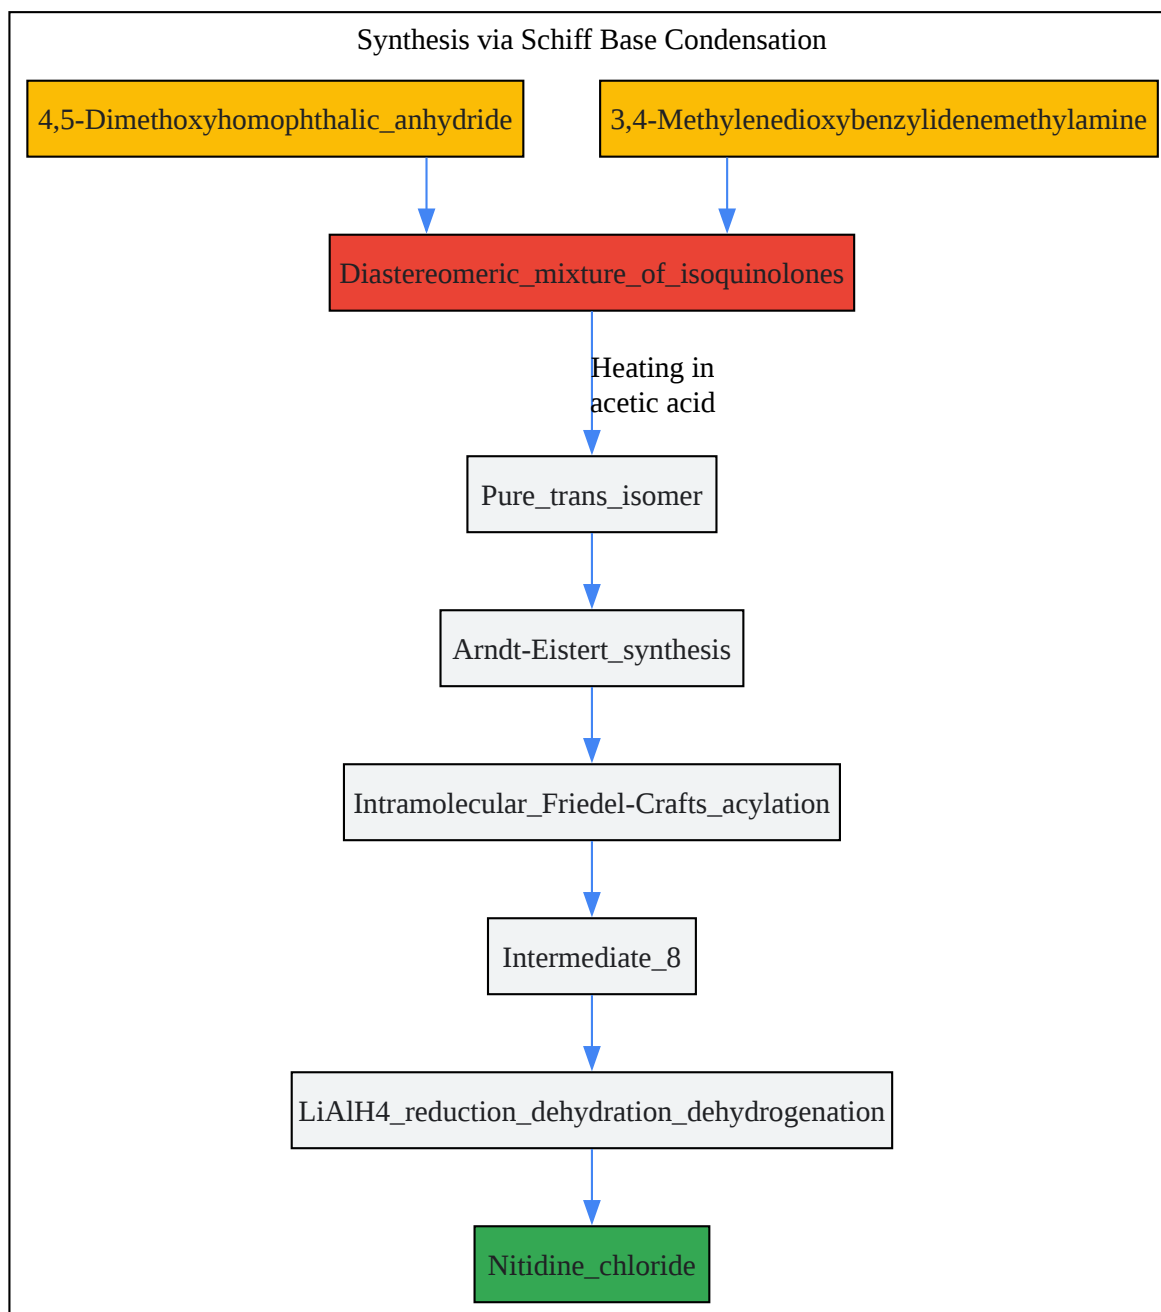 Synthesis via Schiff Base Condensation
4,5-Dimethoxyhomophthalic_anhydride
3,4-Methylenedioxybenzylidenemethylamine
Diastereomeric_mixture_of_isoquinolones
Heating in
acetic acid
Pure_trans_isomer
Arndt-Eistert_synthesis
Intramolecular_Friedel-Crafts_acylation
Intermediate_8
LiAlH4_reduction_dehydration_dehydrogenation
Nitidine_chloride